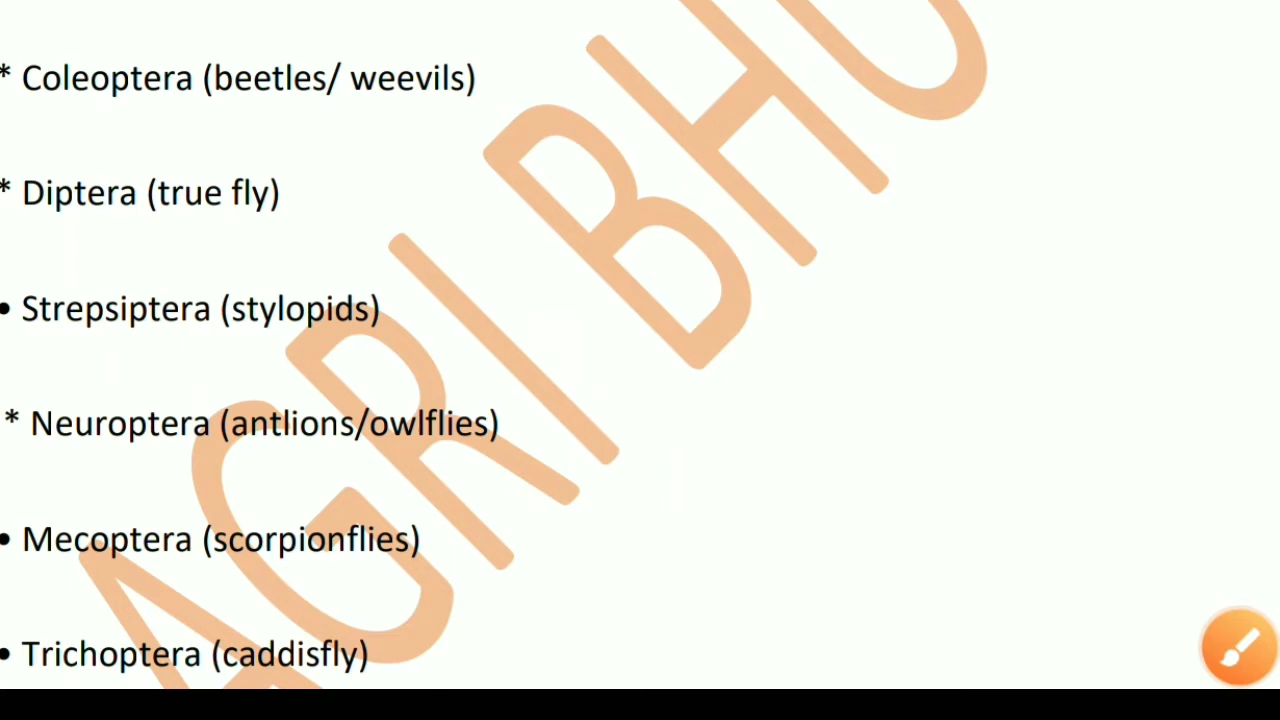 * Coleoptera (beetles/ weevils)
* Diptera (true fly)
• Strepsiptera (stylopids)
* Neuroptera (antlions/owlflies)
• Mecoptera (scorpionflies)
• Trichoptera (caddisfly)
AGRI BHU